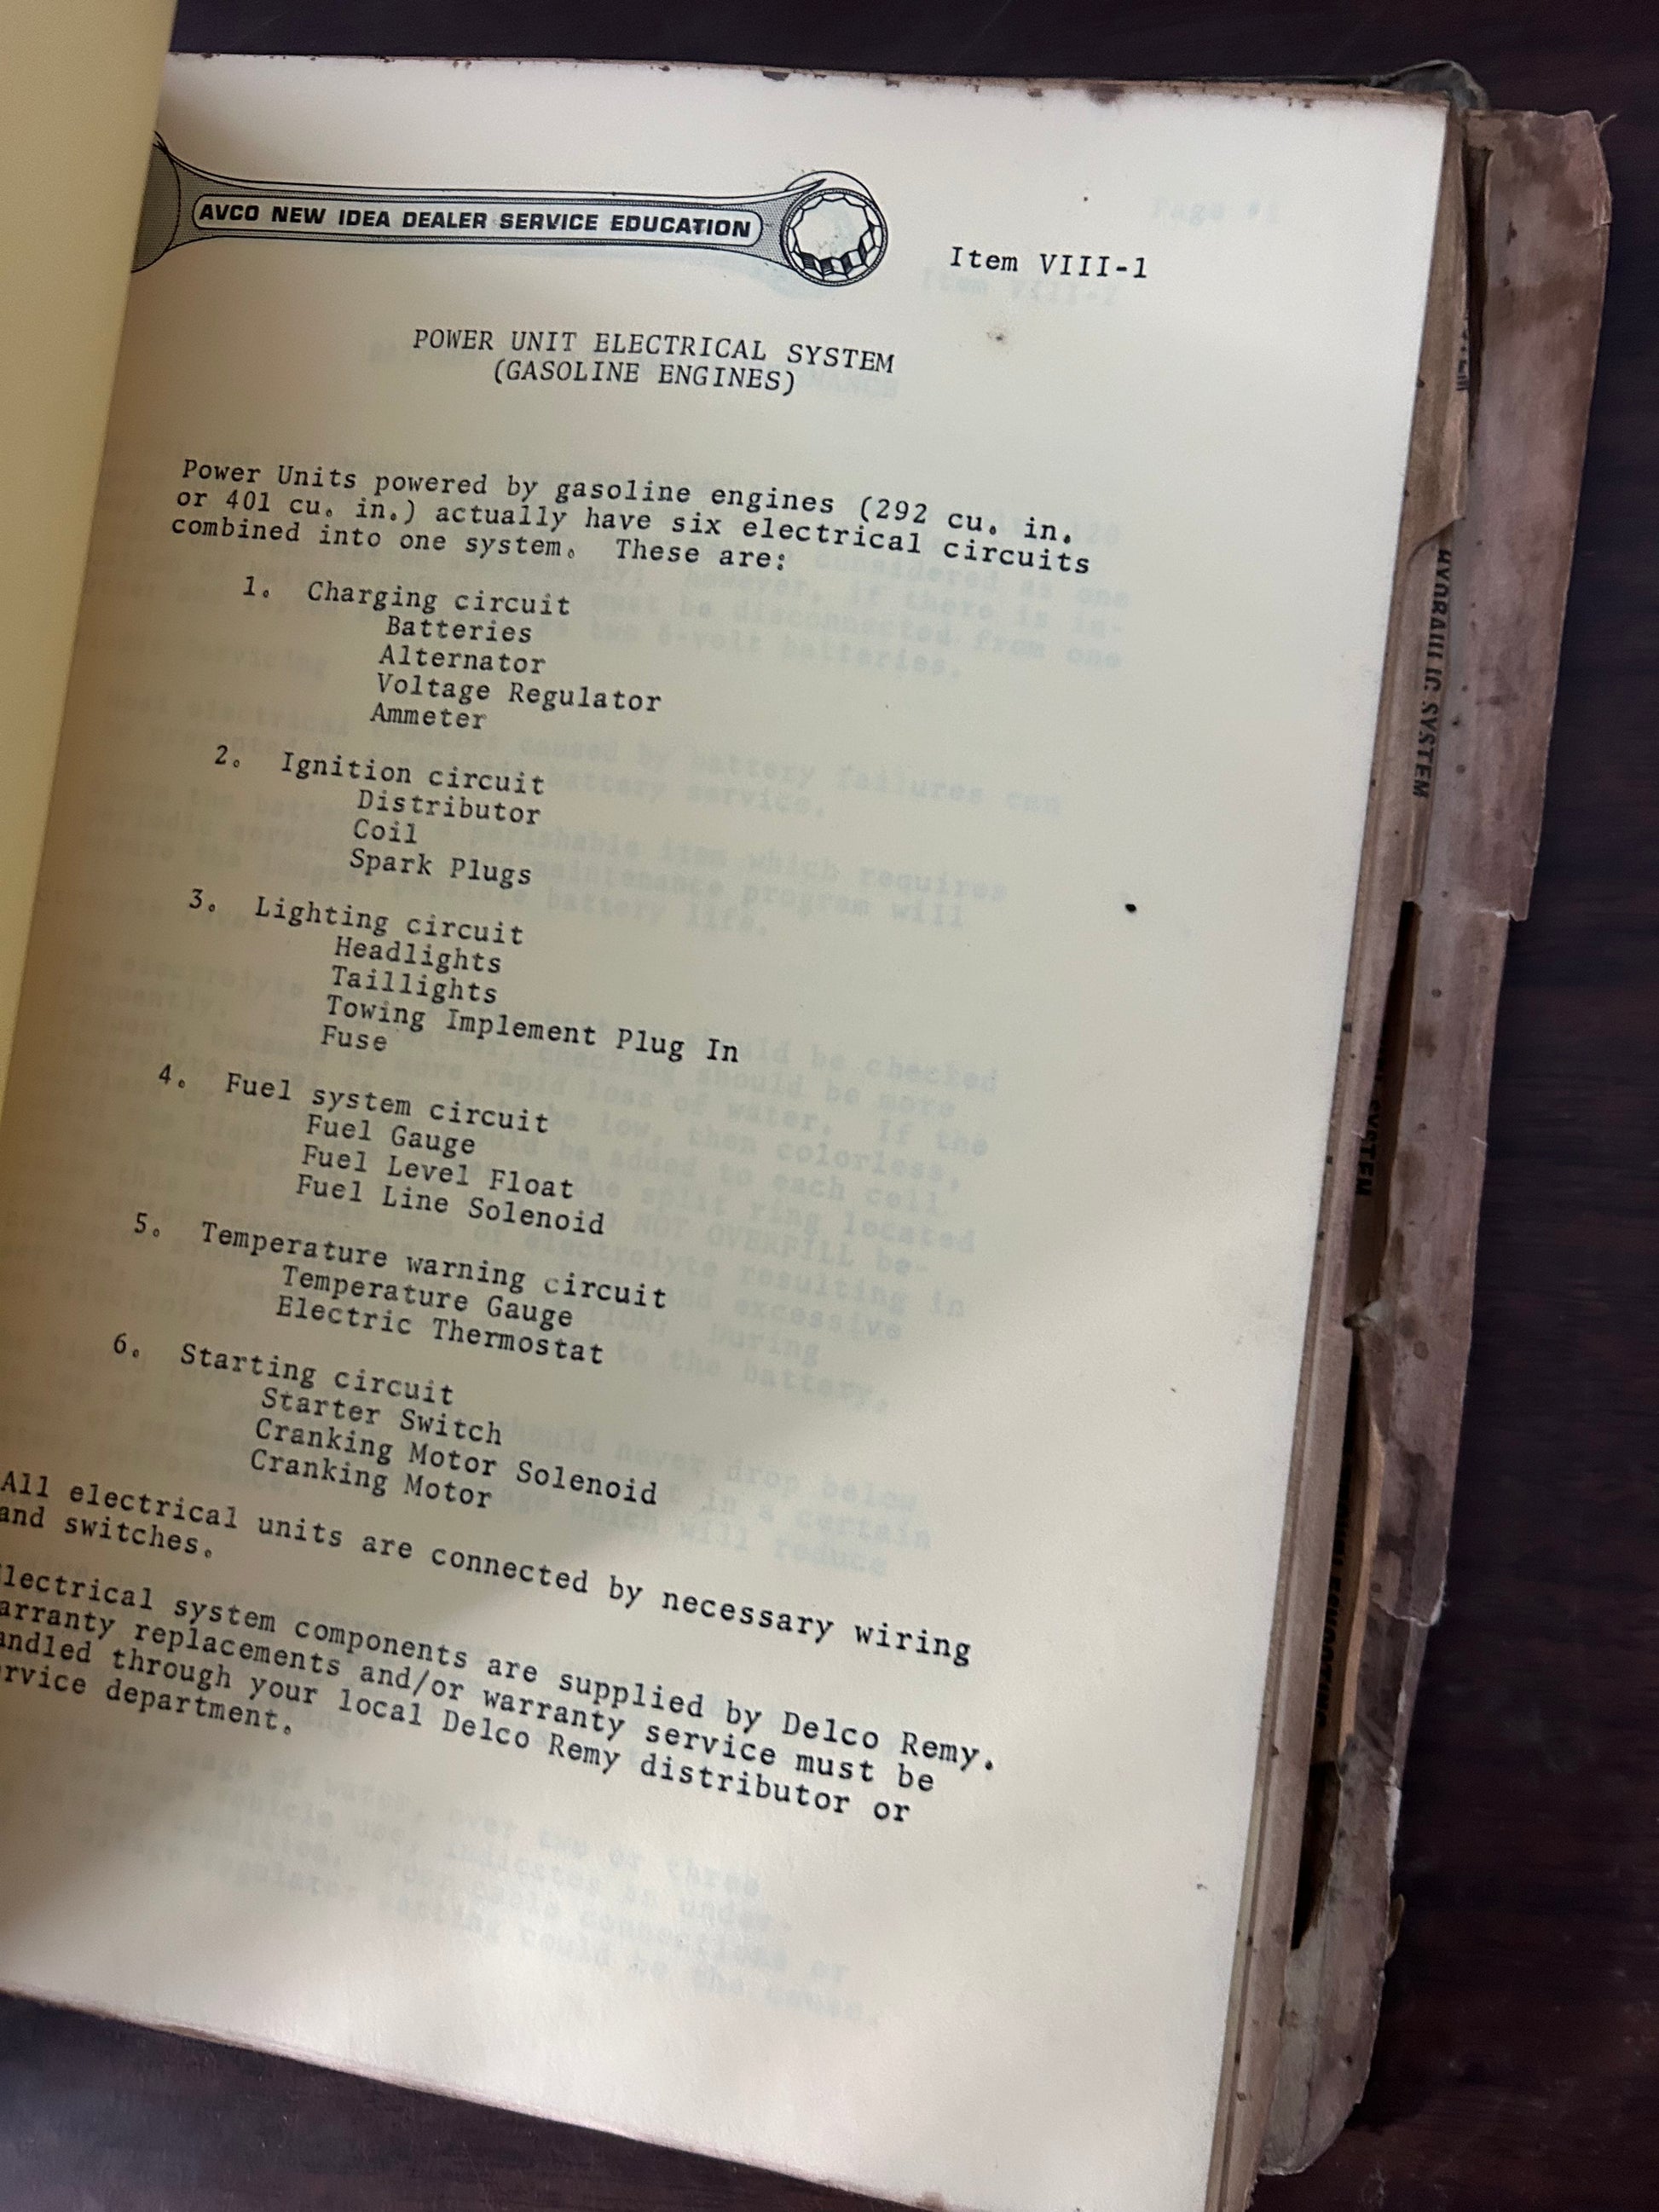 AVCO NEW IDEA DEALER SERVICE EDUCATION
Item VIII-1
POWER UNIT ELECTRICAL SYSTEM
(GASOLINE ENGINES)
Power Units powered by gasoline engines (292 cu. in.
or 401 cu. in.) actually have six electrical circuits
combined into one system. These are:
1. Charging circuit
Batteries
Alternator
Voltage Regulator
Ammeter
2. Ignition circuit
Distributor
Coil
Spark Plugs
3. Lighting circuit
Headlights
Taillights
Towing Implement Plug In
Fuse
4. Fuel system circuit
Fuel Gauge
Fuel Level Float
Fuel Line Solenoid
5. Temperature warning circuit
Temperature Gauge
Electric Thermostat
6. Starting circuit
Starter Switch
Cranking Motor Solenoid
Cranking Motor
All electrical units are connected by necessary wiring
and switches.
lectrical system components are supplied by Delco Remy.
arranty replacements and/or warranty service must be
andled through your local Delco Remy distributor or
rvice department.
HYDRAULIC SYSTEM
SYSTEM